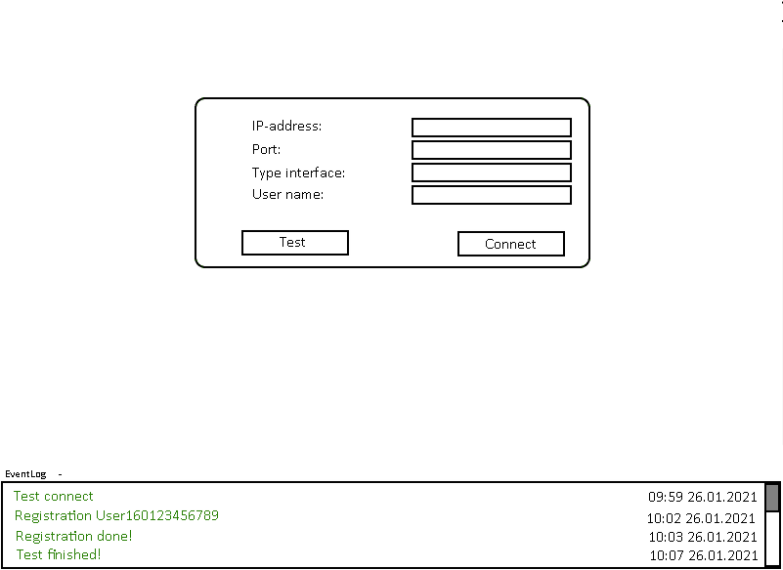 IP-address:
Port:
Type interface:
User name:
Test Connect
EventLog -
Test connect 09:59 26.01.2021
Registration User160123456789 10:02 26.01.2021
Registration done! 10:03 26.01.2021
Test finished! 10:07 26.01.2021